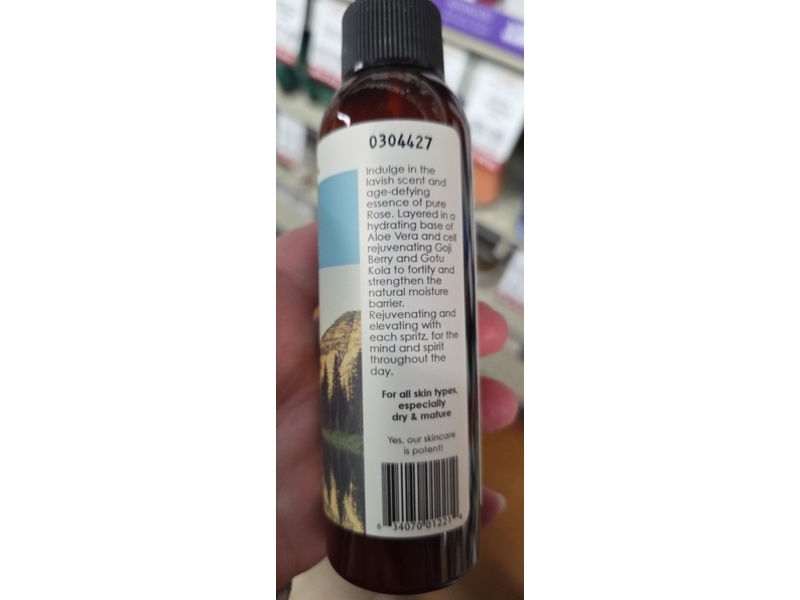 0304427
Indulge in the
lavish scent and
age-defying
essence of pure
Rose. Layered in a
hydrating base of
Aloe Vera and cell
rejuvenating Goji
Berry and Gotu
Kola to fortify and
strengthen the
natural moisture
barrier.
Rejuvenating and
elevating with
each spritz, for the
mind and spirit
throughout the
day.
For all skin types,
especially
dry & mature
Yes, our skincare
is potent!
6 34070 01221